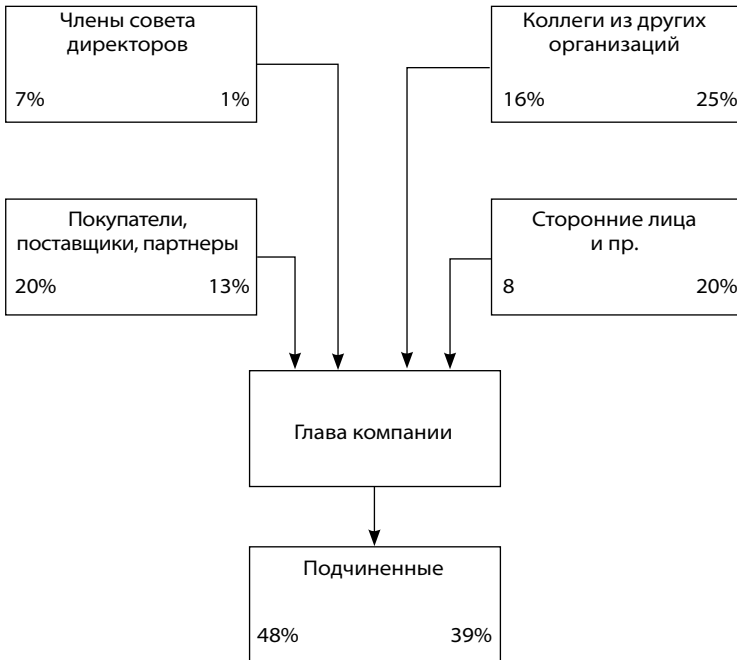 Члены совета
директоров
7% 1%
Коллеги из других
организаций
16% 25%
Покупатели,
поставщики, партнеры
20% 13%
Сторонние лица
и пр.
8 20%
Глава компании
Подчиненные
48% 39%